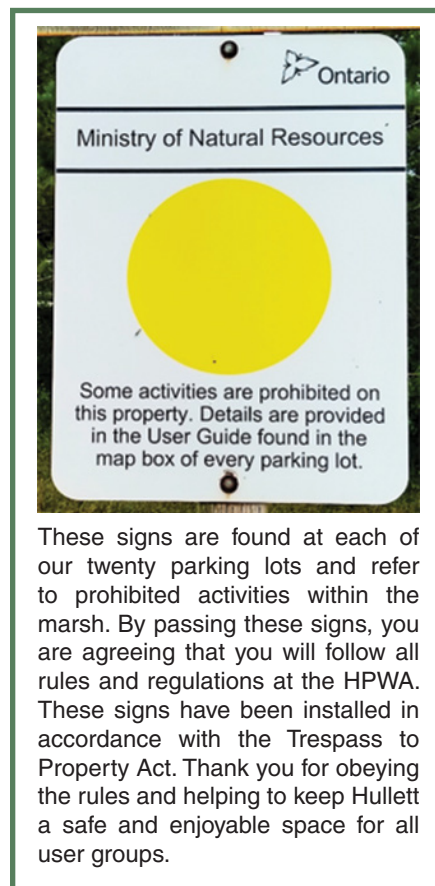 Ontario
Ministry of Natural Resources
Some activities are prohibited on
this property. Details are provided
in the User Guide found in the
map box of every parking lot.
These signs are found at each of
our twenty parking lots and refer
to prohibited activities within the
marsh. By passing these signs, you
are agreeing that you will follow all
rules and regulations at the HPWA.
These signs have been installed in
accordance with the Trespass to
Property Act. Thank you for obeying
the rules and helping to keep Hullett
a safe and enjoyable space for all
user groups.